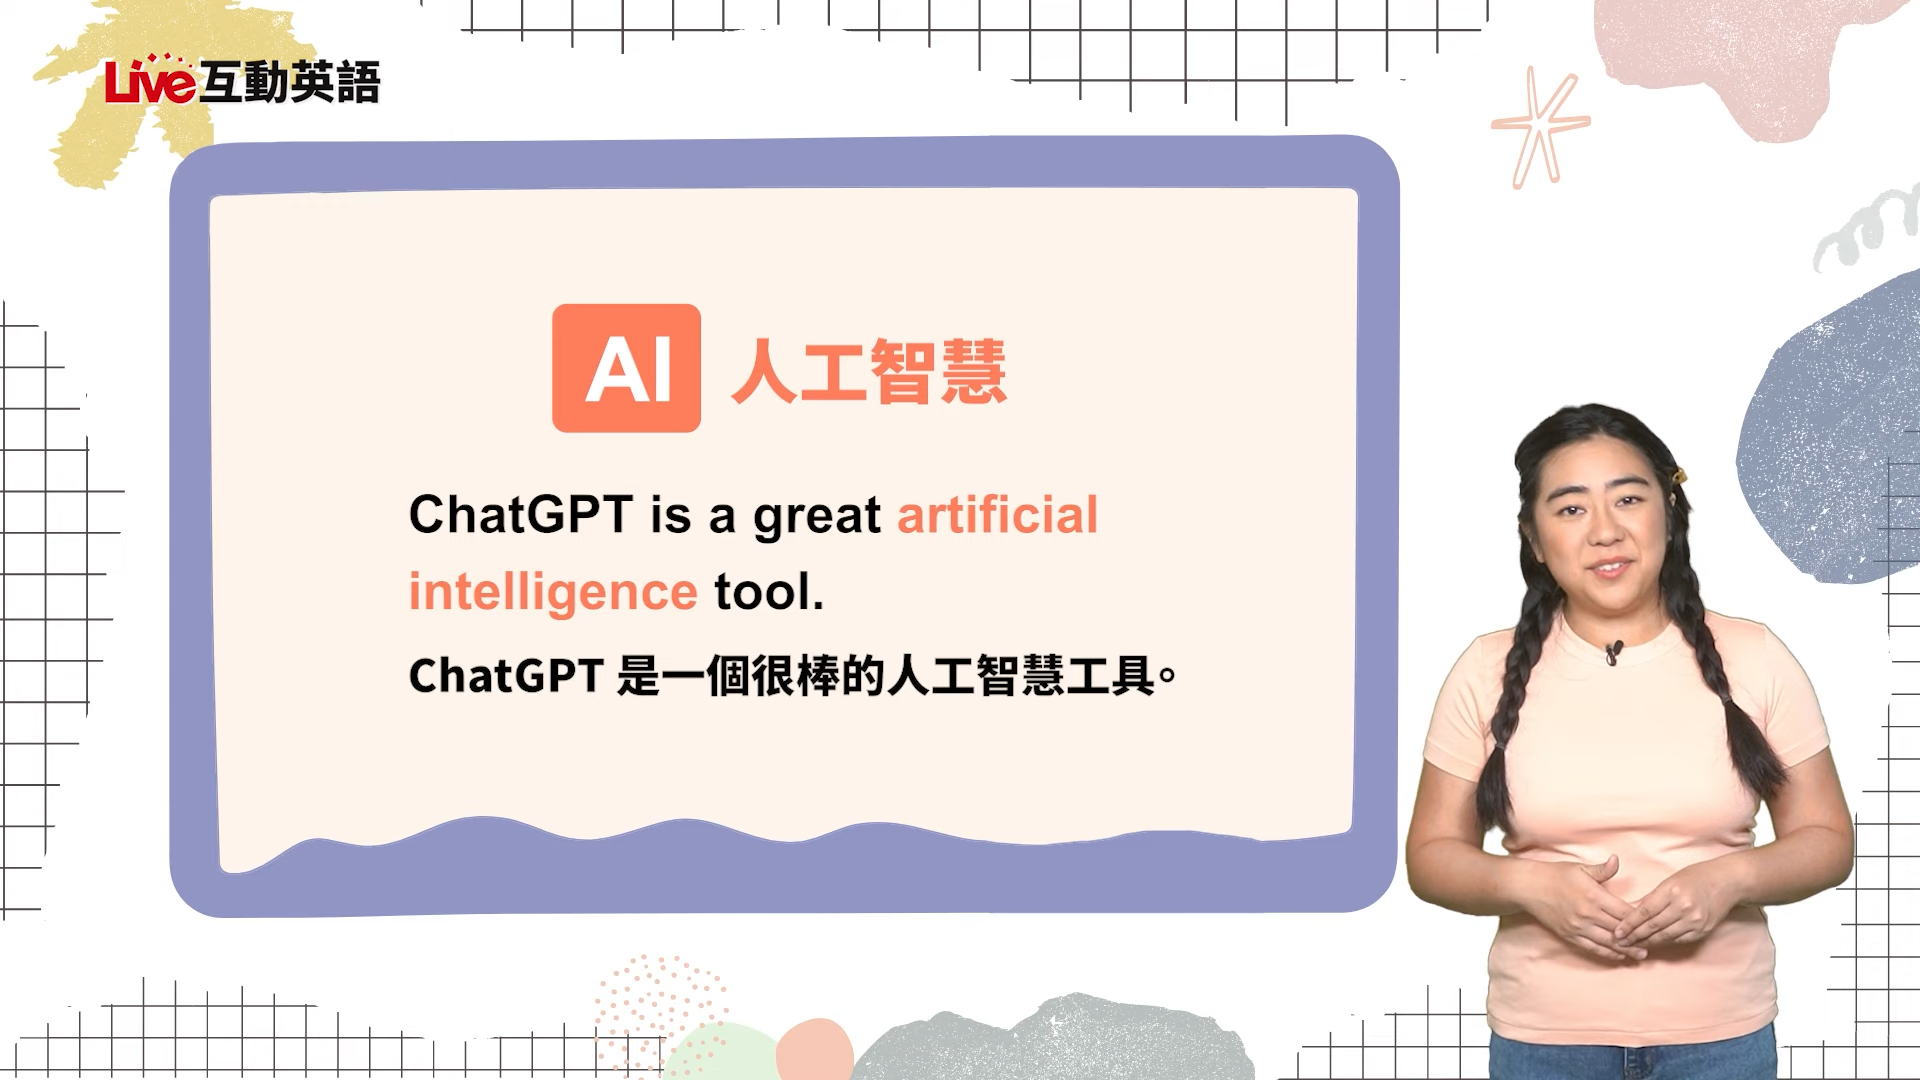 Live互動英語
AI 人工智慧
ChatGPT is a great artificial
intelligence tool.
ChatGPT 是一個很棒的人工智慧工具。